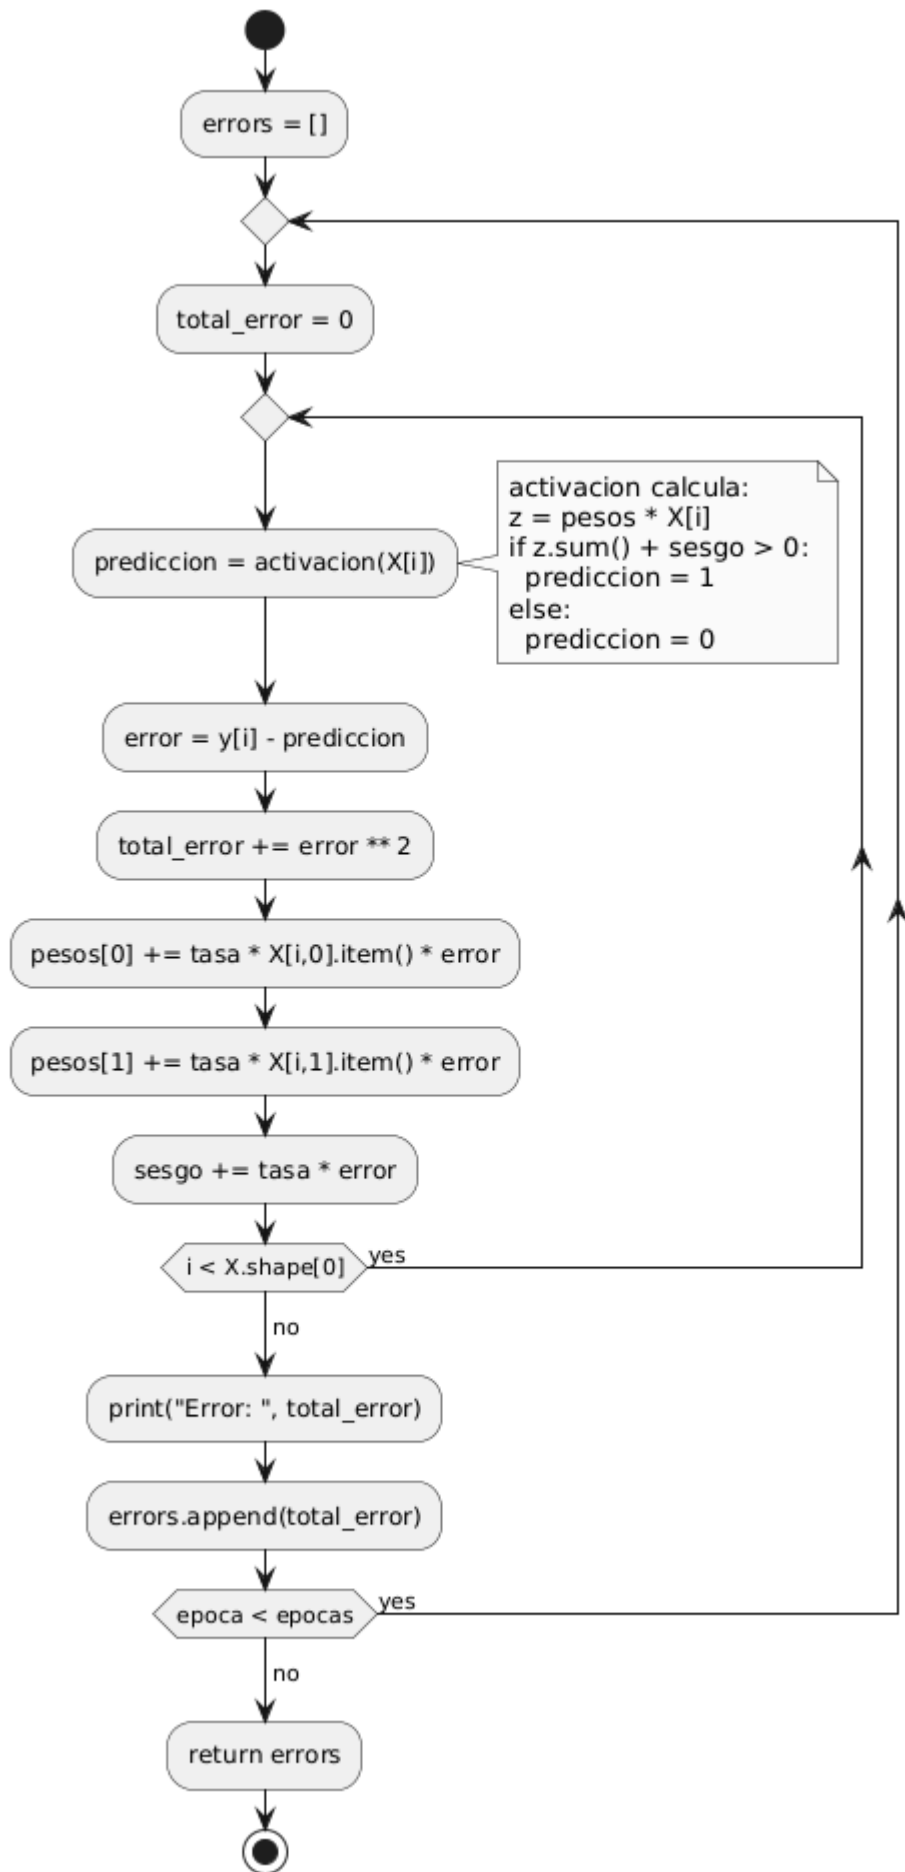 errors = []
total_error = 0
prediccion = activacion(X[i])
activacion calcula:
z = pesos * X[i]
if z.sum() + sesgo > 0:
  prediccion = 1
else:
  prediccion = 0
error = y[i] - prediccion
total_error += error ** 2
pesos[0] += tasa * X[i,0].item() * error
pesos[1] += tasa * X[i,1].item() * error
sesgo += tasa * error
i < X.shape[0]
yes
no
print("Error: ", total_error)
errors.append(total_error)
epoca < epocas
yes
no
return errors